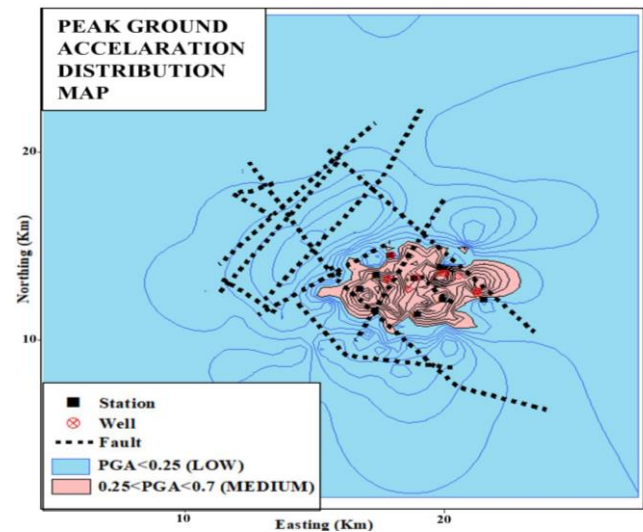 PEAK GROUND
ACCELARATION
DISTRIBUTION
MAP
20
10
Northing (Km)
Station
Well
Fault
PGA<0.25 (LOW)
0.25<PGA<0.7 (MEDIUM)
10
20
Easting (Km)